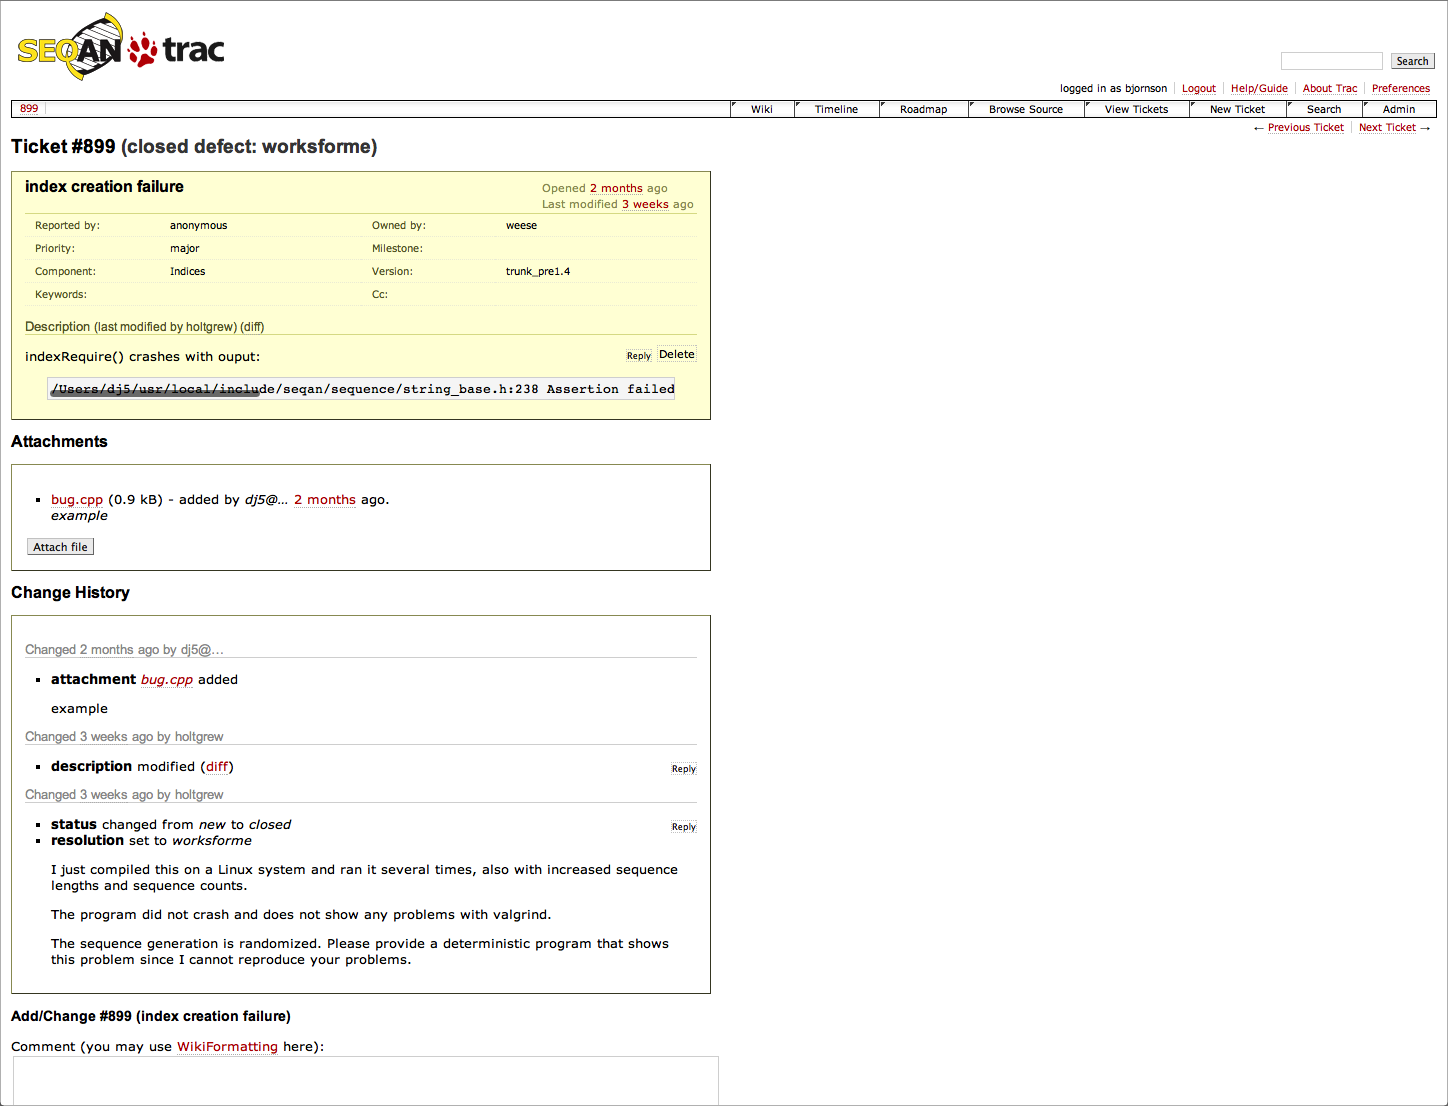 SEQAN trac
Search
logged in as bjornson Logout Help/Guide About Trac Preferences
899 Wiki Timeline Roadmap Browse Source View Tickets New Ticket Search Admin
← Previous Ticket Next Ticket →
Ticket #899 (closed defect: worksforme)
index creation failure Opened 2 months ago
Last modified 3 weeks ago
Reported by: anonymous Owned by: weese
Priority: major Milestone:
Component: Indices Version: trunk_pre1.4
Keywords: Cc:
Description (last modified by holtgrew) (diff)
indexRequire() crashes with ouput: Reply Delete
/Users/dj5/usr/local/include/seqan/sequence/string_base.h:238 Assertion failed
Attachments
▪ bug.cpp (0.9 kB) - added by dj5@... 2 months ago.
example
Attach file
Change History
Changed 2 months ago by dj5@...
▪ attachment bug.cpp added
example
Changed 3 weeks ago by holtgrew
▪ description modified (diff) Reply
Changed 3 weeks ago by holtgrew
▪ status changed from new to closed Reply
▪ resolution set to worksforme
I just compiled this on a Linux system and ran it several times, also with increased sequence
lengths and sequence counts.
The program did not crash and does not show any problems with valgrind.
The sequence generation is randomized. Please provide a deterministic program that shows
this problem since I cannot reproduce your problems.
Add/Change #899 (index creation failure)
Comment (you may use WikiFormatting here):